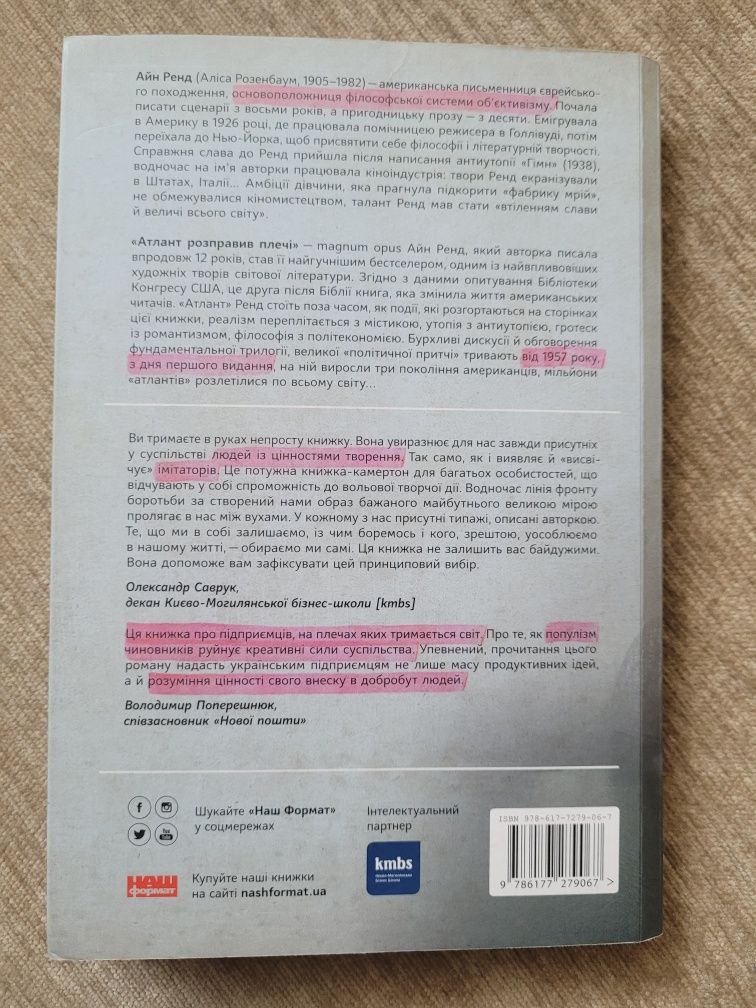 Айн Ренд (Аліса Розенбаум, 1905–1982) — американська письменниця єврейсько-
го походження, основоположниця філософської системи об'єктивізму. Почала
писати сценарії з восьми років, а пригодницьку прозу — з десяти. Емігрувала
в Америку в 1926 році, де працювала помічницею режисера в Голлівуді, потім
переїхала до Нью-Йорка, щоб присвятити себе філософії і літературній творчості.
Справжня слава до Ренд прийшла після написання антиутопії «Гімн» (1938),
водночас на ім'я авторки працювала кіноіндустрія: твори Ренд екранізували
в Штатах, Італії... Амбіції дівчини, яка прагнула підкорити «фабрику мрій»,
не обмежувалися кіномистецтвом, талант Ренд мав стати «втіленням слави
й величі всього світу».
«Атлант розправив плечі» — magnum opus Айн Ренд, який авторка писала
впродовж 12 років, став її найгучнішим бестселером, одним із найвпливовіших
художніх творів світової літератури. Згідно з даними опитування Бібліотеки
Конгресу США, це друга після Біблії книга, яка змінила життя американських
читачів. «Атлант» Ренд стоїть поза часом, як події, які розгортаються на сторінках
цієї книжки, реалізм переплітається з містикою, утопія з антиутопією, гротеск
із романтизмом, філософія з політекономією. Бурхливі дискусії й обговорення
фундаментальної трилогії, великої «політичної притчі» тривають від 1957 року,
з дня першого видання, на ній виросли три покоління американців, мільйони
«атлантів» розлетілися по всьому світу...
Ви тримаєте в руках непросту книжку. Вона увиразнює для нас завжди присутніх
у суспільстві людей із цінностями творення. Так само, як і виявляє й «висві-
чує» імітаторів. Це потужна книжка-камертон для багатьох особистостей, що
відчувають у собі спроможність до вольової творчої дії. Водночас лінія фронту
боротьби за створений нами образ бажаного майбутнього великою мірою
пролягає в нас між вухами. У кожному з нас присутні типажі, описані авторкою.
Те, що ми в собі залишаємо, із чим боремось і кого, зрештою, уособлюємо
в нашому житті, — обираємо ми самі. Ця книжка не залишить вас байдужими.
Вона допоможе вам зафіксувати цей принциповий вибір.
Олександр Саврук,
декан Києво-Могилянської бізнес-школи [kmbs]
Ця книжка про підприємців, на плечах яких тримається світ. Про те, як популізм
чиновників руйнує креативні сили суспільства. Упевнений, прочитання цього
роману надасть українським підприємцям не лише масу продуктивних ідей,
а й розуміння цінності свого внеску в добробут людей.
Володимир Поперешнюк,
співзасновник «Нової пошти»
Шукайте «Наш Формат»
у соцмережах
Інтелектуальний
партнер
ISBN 978-617-7279-06-7
You
Tube
kmbs
Києво-Могилянська
Бізнес Школа
НАШ
формат
Купуйте наші книжки
на сайті nashformat.ua
9 786177 279067 >